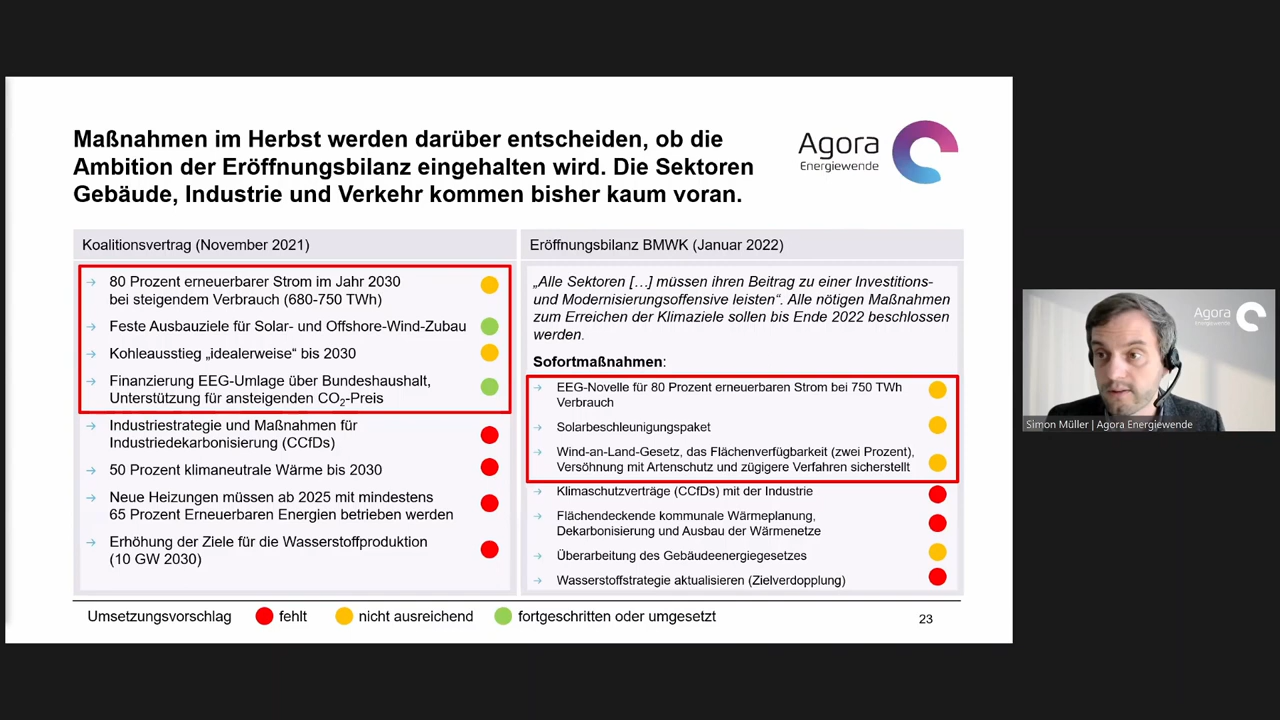 Maßnahmen im Herbst werden darüber entscheiden, ob die
Ambition der Eröffnungsbilanz eingehalten wird. Die Sektoren
Gebäude, Industrie und Verkehr kommen bisher kaum voran.
Agora
Energiewende
Koalitionsvertrag (November 2021)
→ 80 Prozent erneuerbarer Strom im Jahr 2030
bei steigendem Verbrauch (680-750 TWh)
→ Feste Ausbauziele für Solar- und Offshore-Wind-Zubau
→ Kohleausstieg „idealerweise“ bis 2030
→ Finanzierung EEG-Umlage über Bundeshaushalt,
Unterstützung für ansteigenden CO₂-Preis
→ Industriestrategie und Maßnahmen für
Industriedekarbonisierung (CCfDs)
→ 50 Prozent klimaneutrale Wärme bis 2030
→ Neue Heizungen müssen ab 2025 mit mindestens
65 Prozent Erneuerbaren Energien betrieben werden
→ Erhöhung der Ziele für die Wasserstoffproduktion
(10 GW 2030)
Eröffnungsbilanz BMWK (Januar 2022)
„Alle Sektoren […] müssen ihren Beitrag zu einer Investitions-
und Modernisierungsoffensive leisten“. Alle nötigen Maßnahmen
zum Erreichen der Klimaziele sollen bis Ende 2022 beschlossen
werden.
Sofortmaßnahmen:
→ EEG-Novelle für 80 Prozent erneuerbaren Strom bei 750 TWh
Verbrauch
→ Solarbeschleunigungspaket
→ Wind-an-Land-Gesetz, das Flächenverfügbarkeit (zwei Prozent),
Versöhnung mit Artenschutz und zügigere Verfahren sicherstellt
→ Klimaschutzverträge (CCfDs) mit der Industrie
→ Flächendeckende kommunale Wärmeplanung,
Dekarbonisierung und Ausbau der Wärmenetze
→ Überarbeitung des Gebäudeenergiegesetzes
→ Wasserstoffstrategie aktualisieren (Zielverdopplung)
Umsetzungsvorschlag fehlt nicht ausreichend fortgeschritten oder umgesetzt
23
Agora
Energiewende
Simon Müller | Agora Energiewende